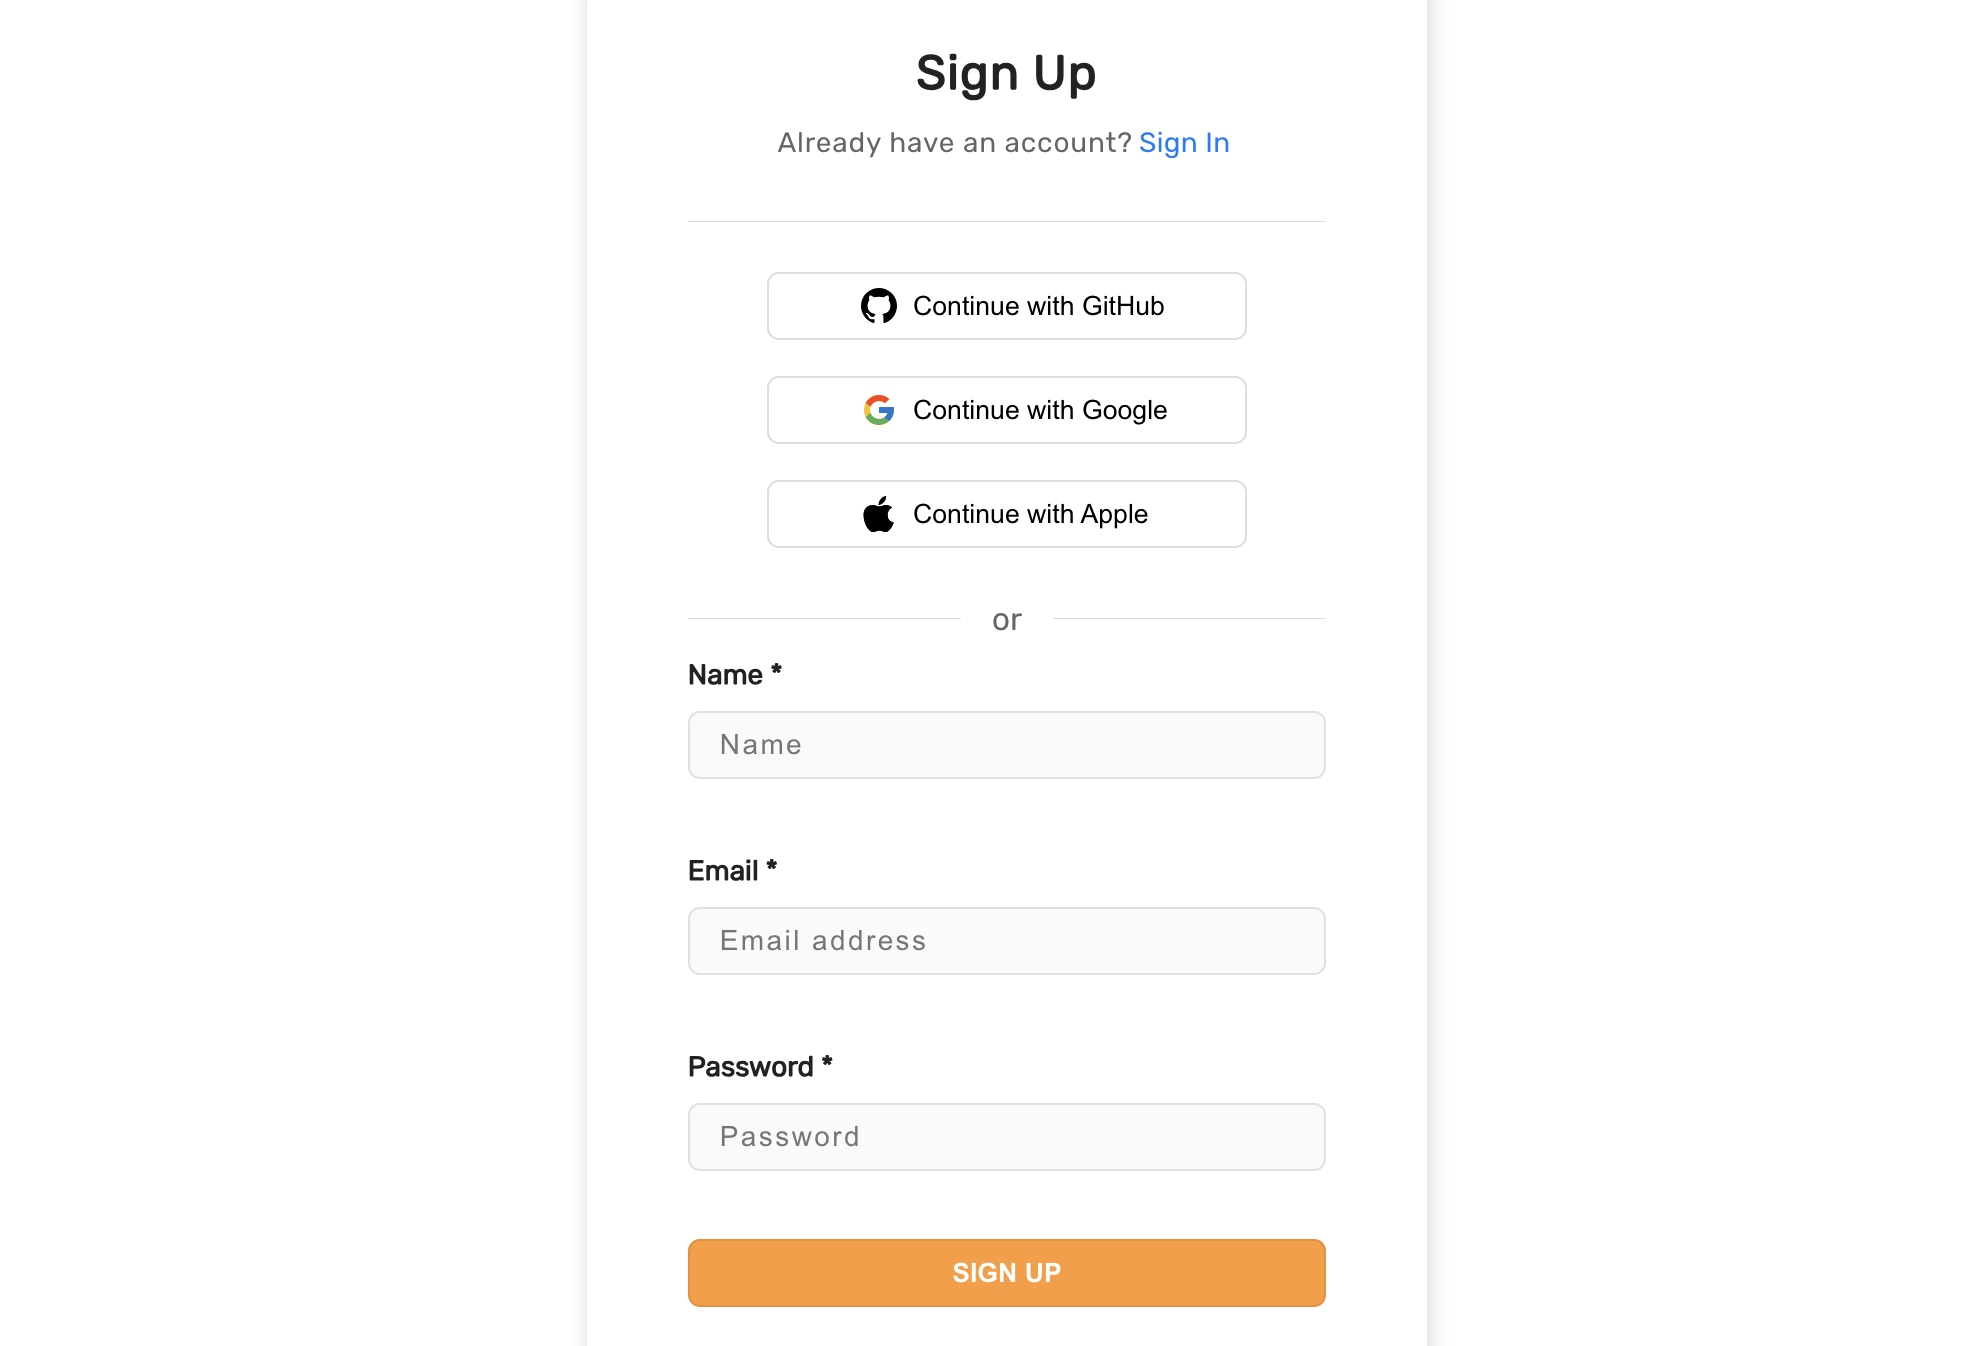 Sign Up
Already have an account? Sign In
Continue with GitHub
Continue with Google
Continue with Apple
or
Name *
Name
Email *
Email address
Password *
Password
SIGN UP